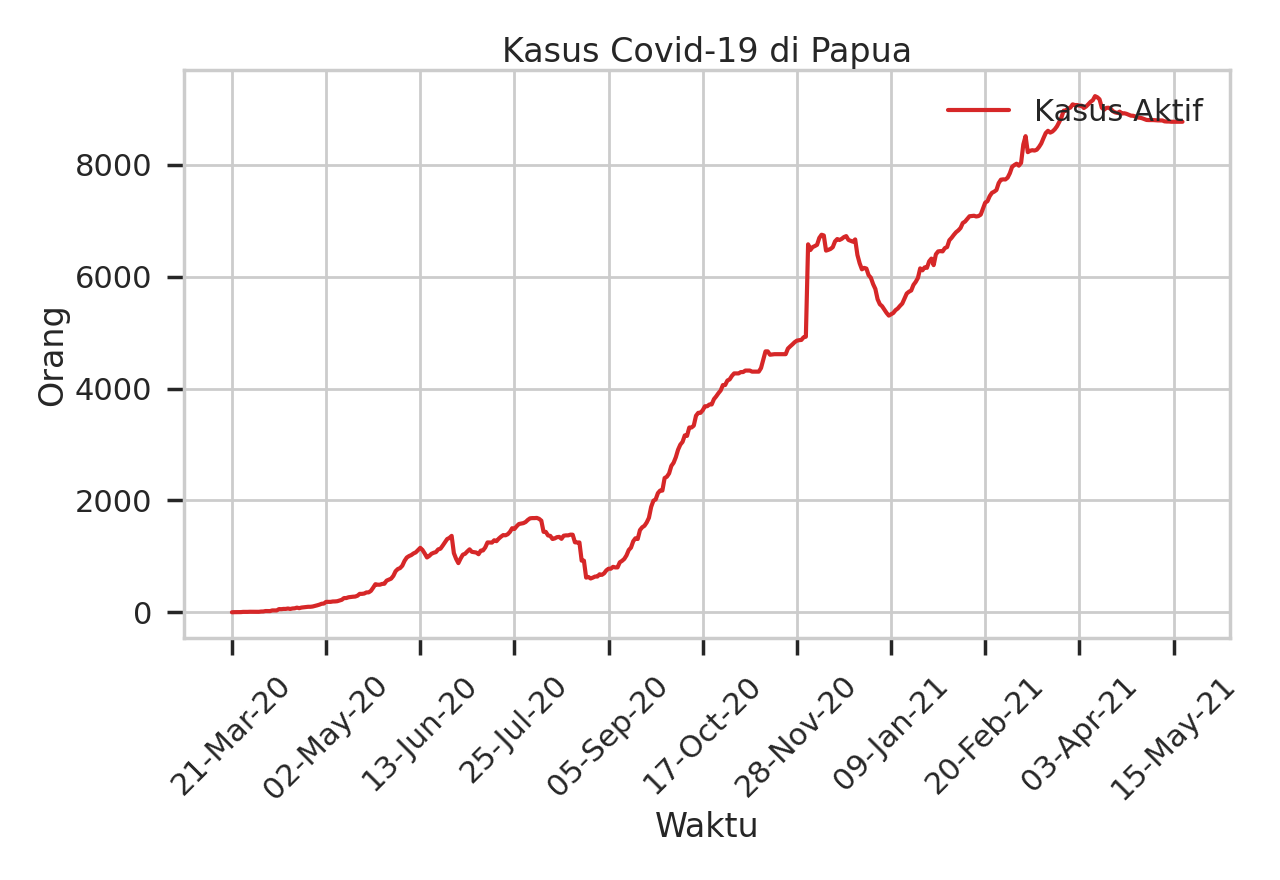 Kasus Covid-19 di Papua
Kasus Aktif
8000
6000
4000
2000
0
Orang
21-Mar-20
02-May-20
13-Jun-20
25-Jul-20
05-Sep-20
17-Oct-20
28-Nov-20
09-Jan-21
20-Feb-21
03-Apr-21
15-May-21
Waktu